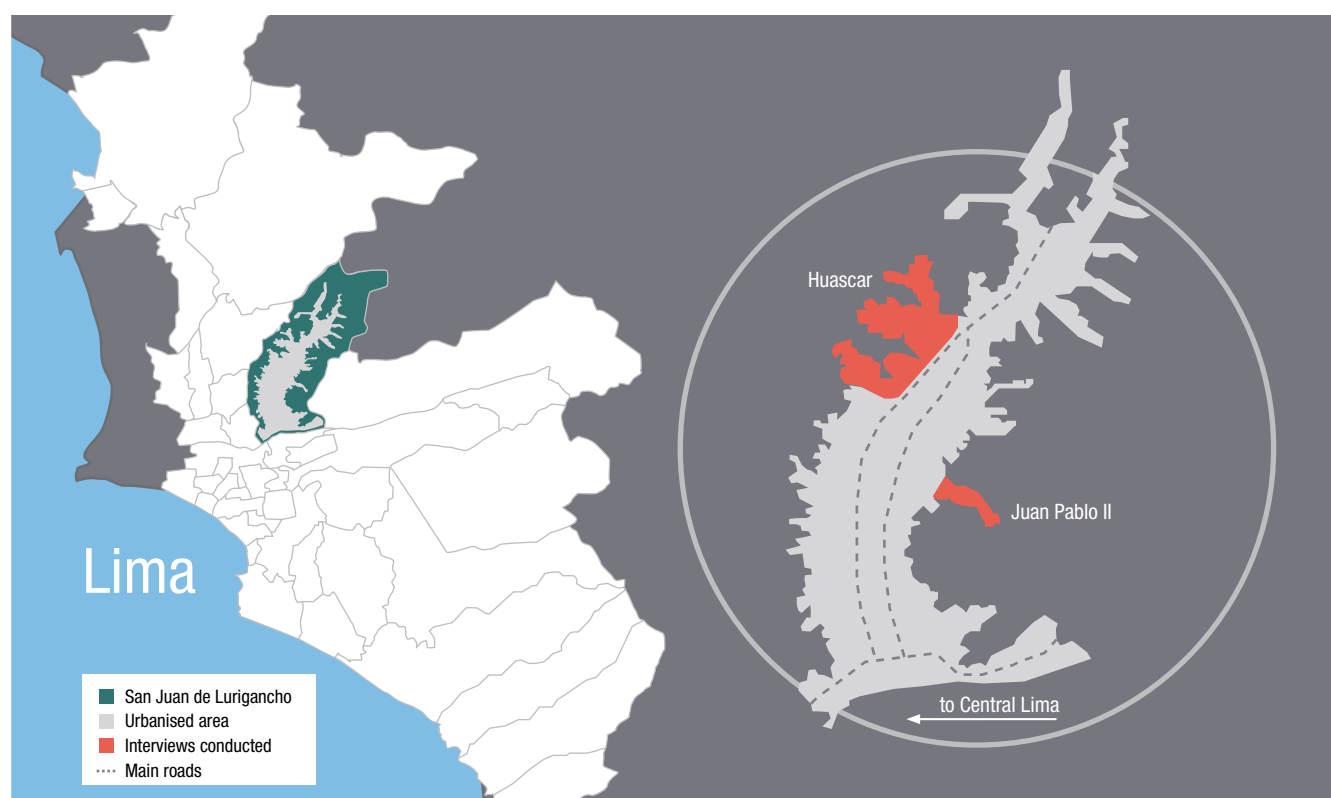 Lima
San Juan de Lurigancho
Urbanised area
Interviews conducted
Main roads
Huascar
Juan Pablo II
to Central Lima